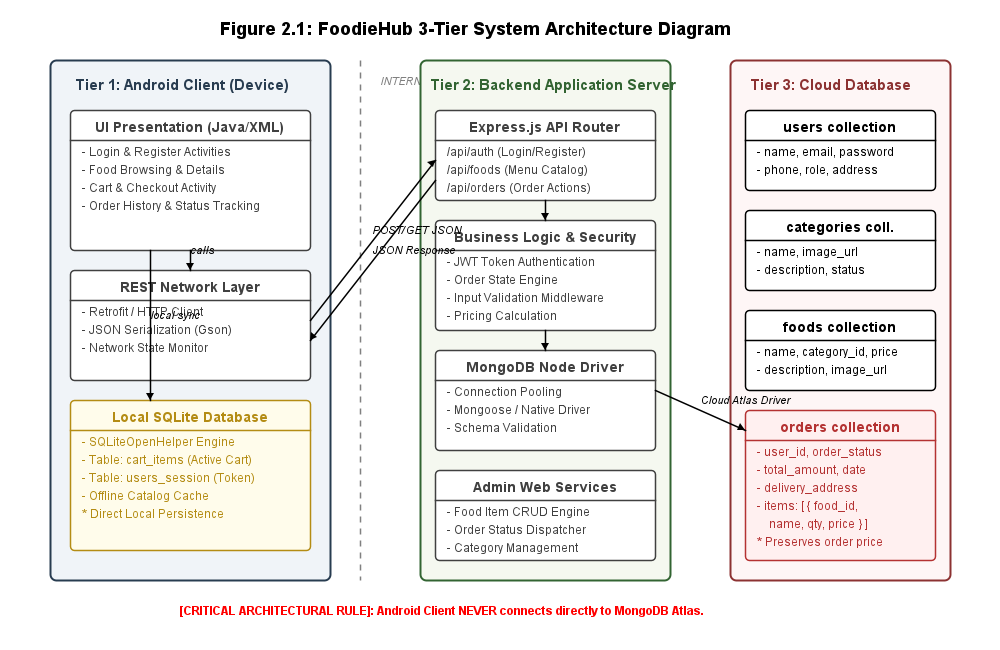 Figure 2.1: FoodieHub 3-Tier System Architecture Diagram
Tier 1: Android Client (Device)
UI Presentation (Java/XML)
- Login & Register Activities
- Food Browsing & Details
- Cart & Checkout Activity
- Order History & Status Tracking
calls
REST Network Layer
- Retrofit / HTTP Client
local sync
- JSON Serialization (Gson)
- Network State Monitor
Local SQLite Database
- SQLiteOpenHelper Engine
- Table: cart_items (Active Cart)
- Table: users_session (Token)
- Offline Catalog Cache
* Direct Local Persistence
INTERN
POST/GET JSON
JSON Response
Tier 2: Backend Application Server
Express.js API Router
/api/auth (Login/Register)
/api/foods (Menu Catalog)
/api/orders (Order Actions)
Business Logic & Security
- JWT Token Authentication
- Order State Engine
- Input Validation Middleware
- Pricing Calculation
MongoDB Node Driver
- Connection Pooling
- Mongoose / Native Driver
- Schema Validation
Admin Web Services
- Food Item CRUD Engine
- Order Status Dispatcher
- Category Management
Cloud Atlas Driver
Tier 3: Cloud Database
users collection
- name, email, password
- phone, role, address
categories coll.
- name, image_url
- description, status
foods collection
- name, category_id, price
- description, image_url
orders collection
- user_id, order_status
- total_amount, date
- delivery_address
- items: [ { food_id,
name, qty, price } ]
* Preserves order price
[CRITICAL ARCHITECTURAL RULE]: Android Client NEVER connects directly to MongoDB Atlas.